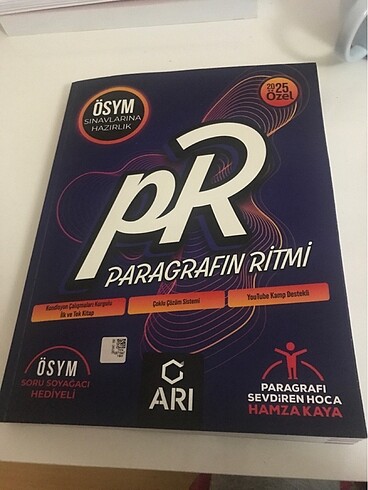 ÖSYM
SINAVLARINA
HAZIRLIK
2025
Özel
pR
PARAGRAFIN RİTMİ
Kondisyon Çalışmaları Kurgulu
İlk ve Tek Kitap
Çoklu Çözüm Sistemi
YouTube Kamp Destekli
ÖSYM
SORU SOYAĞACI
HEDİYELİ
ARI
PARAGRAFI
SEVDİREN HOCA
HAMZA KAYA